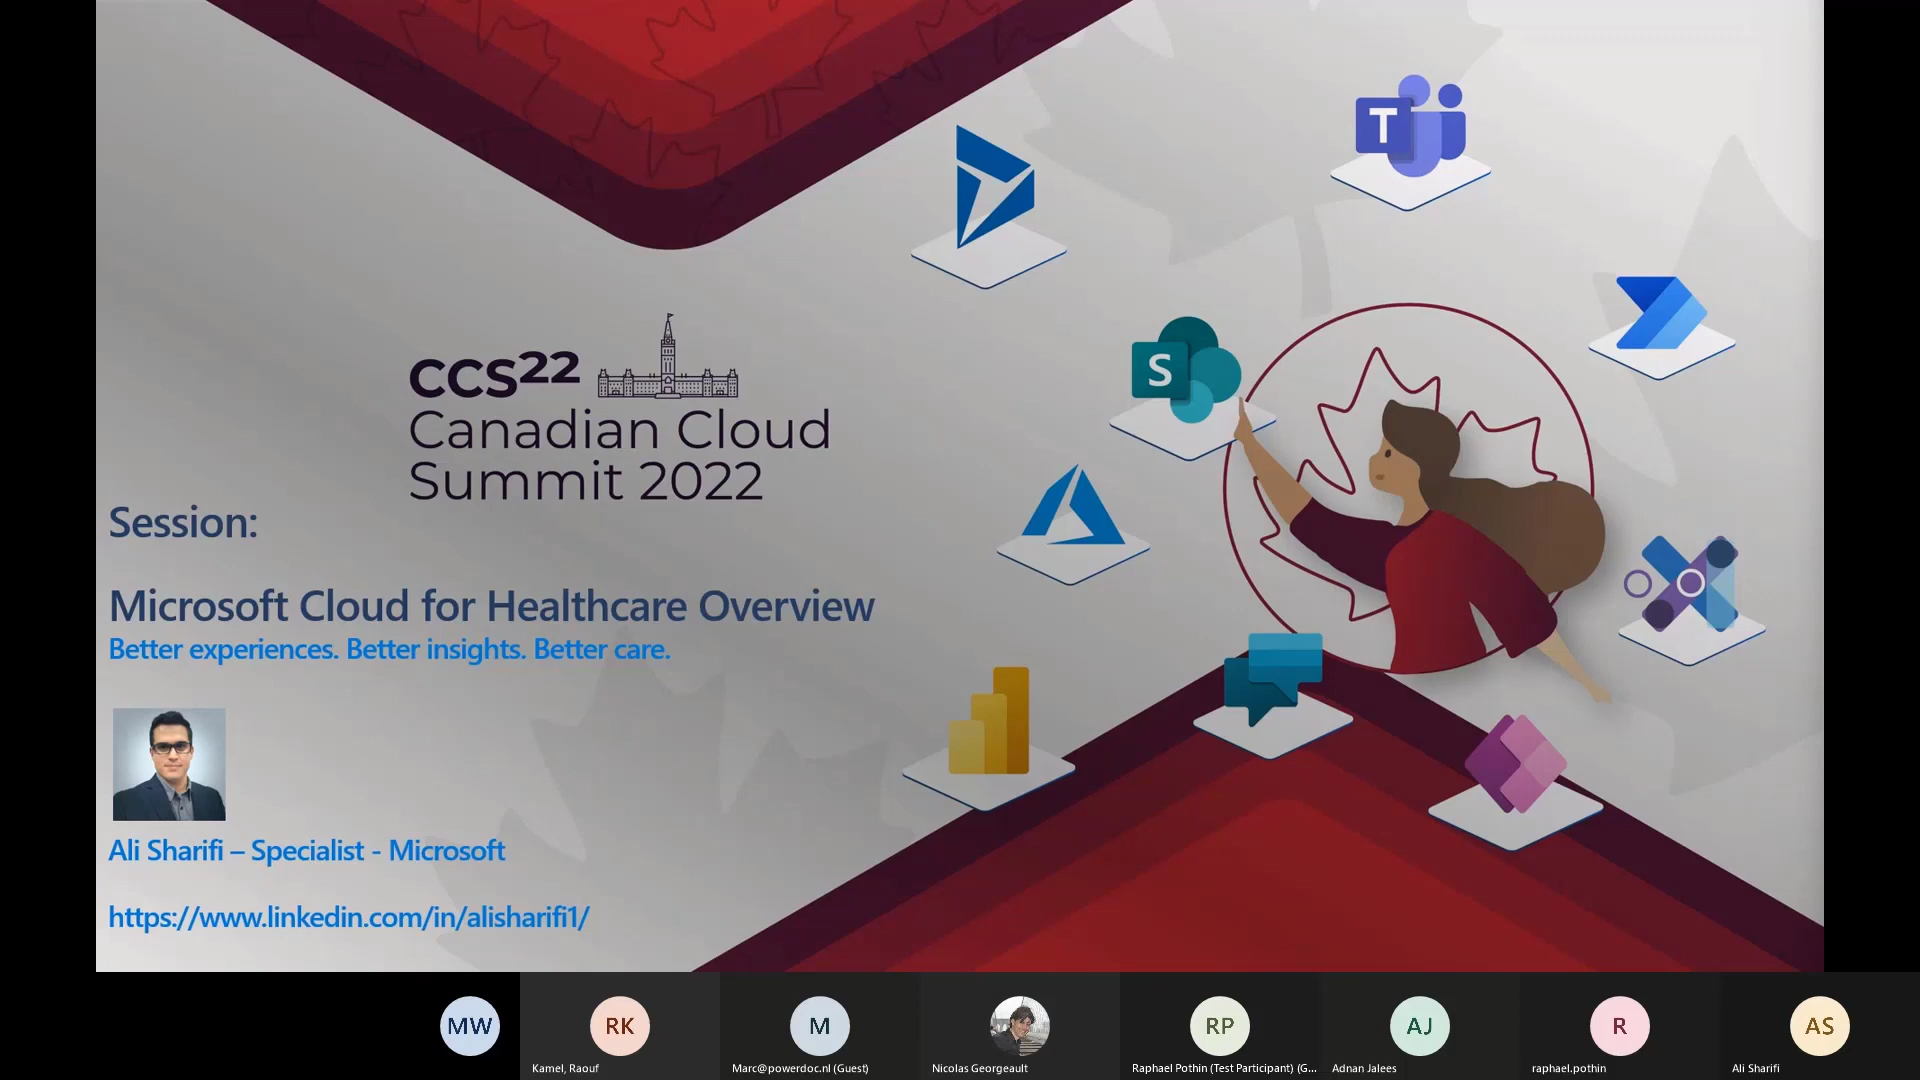 CCS22
Canadian Cloud
Summit 2022
Session:
Microsoft Cloud for Healthcare Overview
Better experiences. Better insights. Better care.
Ali Sharifi – Specialist - Microsoft
https://www.linkedin.com/in/alisharifi1/
T
S
MW
RK
M
RP
AJ
R
AS
Kamel, Raouf
Marc@powerdoc.nl (Guest)
Nicolas Georgeault
Raphael Pothin (Test Participant) (G...
Adnan Jalees
raphael.pothin
Ali Sharifi